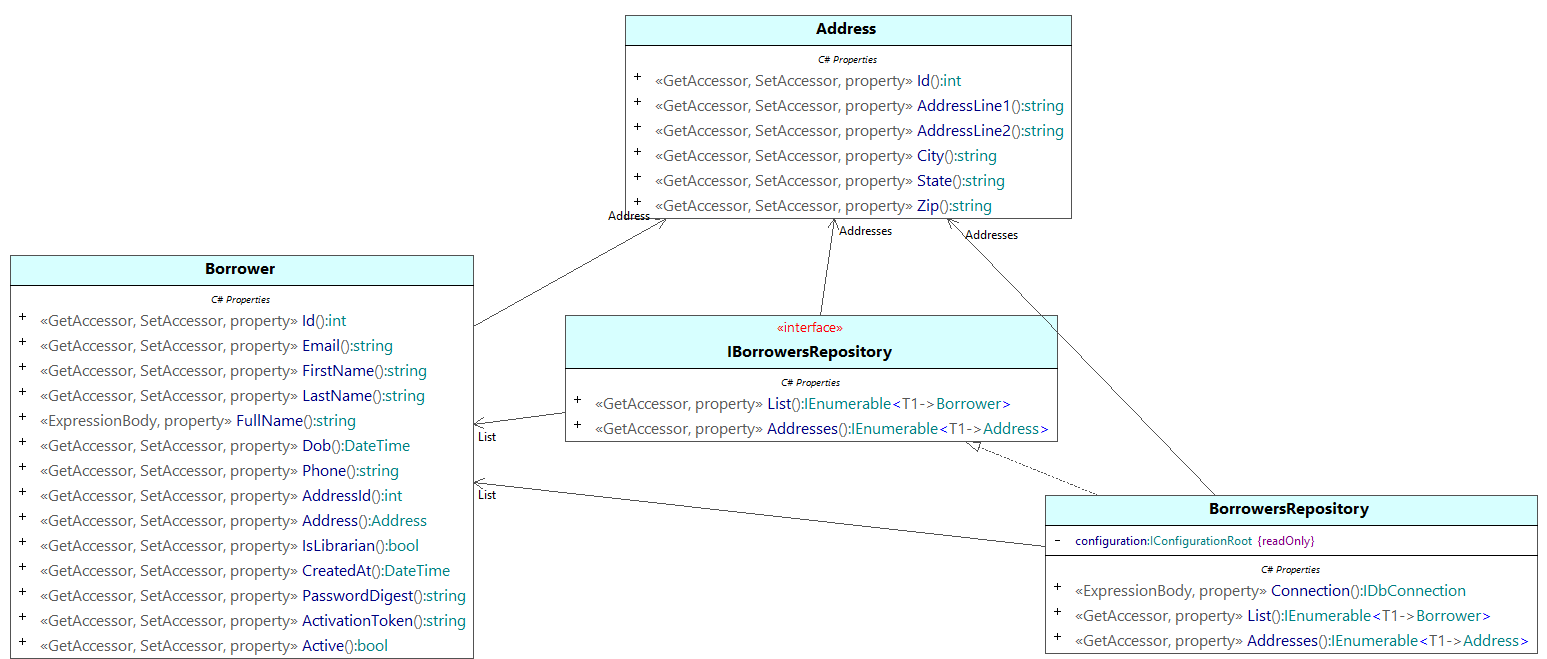 Address
C# Properties
+ «GetAccessor, SetAccessor, property» Id():int
+ «GetAccessor, SetAccessor, property» AddressLine1():string
+ «GetAccessor, SetAccessor, property» AddressLine2():string
+ «GetAccessor, SetAccessor, property» City():string
+ «GetAccessor, SetAccessor, property» State():string
+ «GetAccessor, SetAccessor, property» Zip():string
Address
Addresses
Addresses
Borrower
C# Properties
+ «GetAccessor, SetAccessor, property» Id():int
+ «GetAccessor, SetAccessor, property» Email():string
+ «GetAccessor, SetAccessor, property» FirstName():string
+ «GetAccessor, SetAccessor, property» LastName():string
+ «ExpressionBody, property» FullName():string
+ «GetAccessor, SetAccessor, property» Dob():DateTime
+ «GetAccessor, SetAccessor, property» Phone():string
+ «GetAccessor, SetAccessor, property» AddressId():int
+ «GetAccessor, SetAccessor, property» Address():Address
+ «GetAccessor, SetAccessor, property» IsLibrarian():bool
+ «GetAccessor, SetAccessor, property» CreatedAt():DateTime
+ «GetAccessor, SetAccessor, property» PasswordDigest():string
+ «GetAccessor, SetAccessor, property» ActivationToken():string
+ «GetAccessor, SetAccessor, property» Active():bool
«interface»
IBorrowersRepository
C# Properties
+ «GetAccessor, property» List():IEnumerable<T1->Borrower>
+ «GetAccessor, property» Addresses():IEnumerable<T1->Address>
List
List
BorrowersRepository
- configuration:IConfigurationRoot {readOnly}
C# Properties
+ «ExpressionBody, property» Connection():IDbConnection
+ «GetAccessor, property» List():IEnumerable<T1->Borrower>
+ «GetAccessor, property» Addresses():IEnumerable<T1->Address>